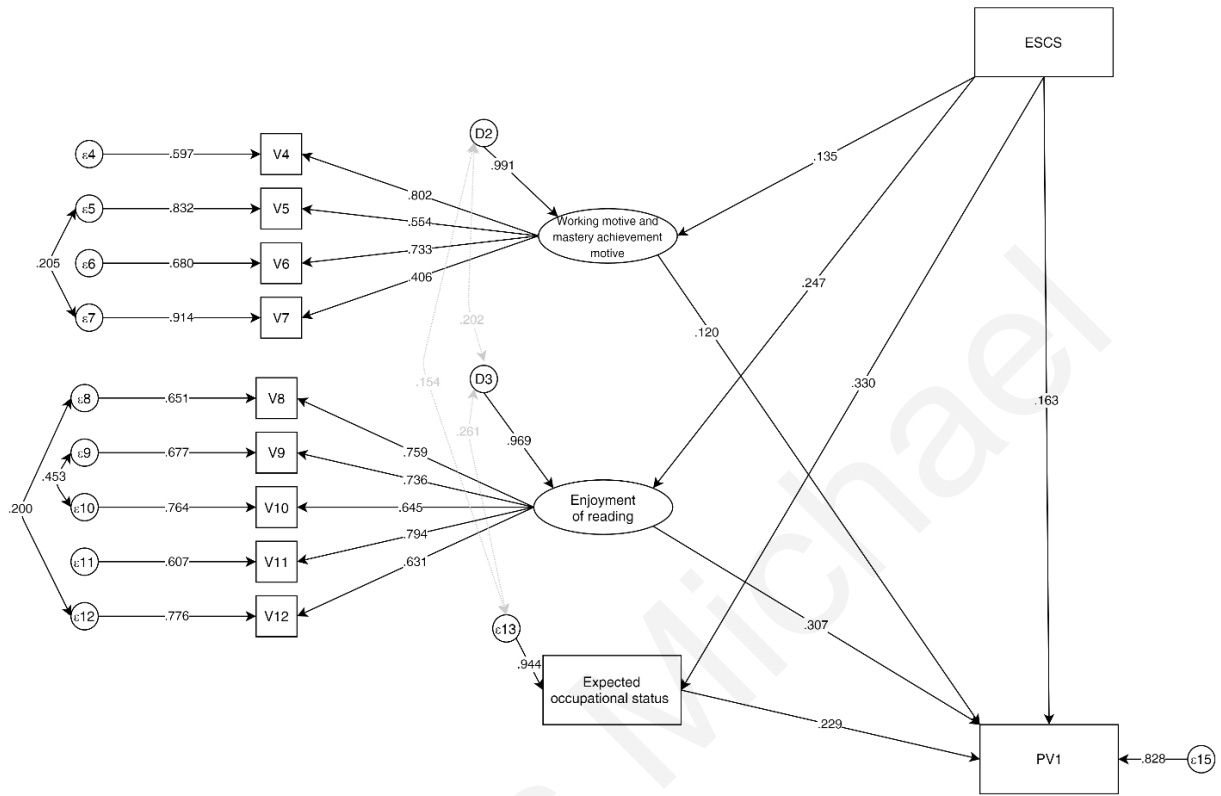 ESCS
D2
ε4
.597
V4
.991
.135
.802
ε5
.832
V5
.554
Working motive and
mastery achievement
motive
.733
.205
ε6
.680
V6
.406
.247
ε7
.914
V7
.202
.120
D3
.154
.330
ε8
.651
V8
.163
.261
.969
ε9
.677
V9
.759
.736
.453
Enjoyment
of reading
.200
ε10
.764
V10
.645
.794
ε11
.607
V11
.631
ε12
.776
V12
ε13
.307
.944
Expected
occupational status
.229
PV1
.828
ε15
Michael